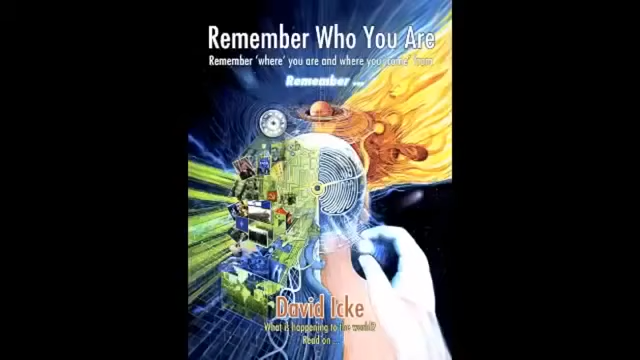 Remember Who You Are
Remember 'where' you are and where you 'come' from
Remember ...
David Icke
What is happening to the world?
Read on ...